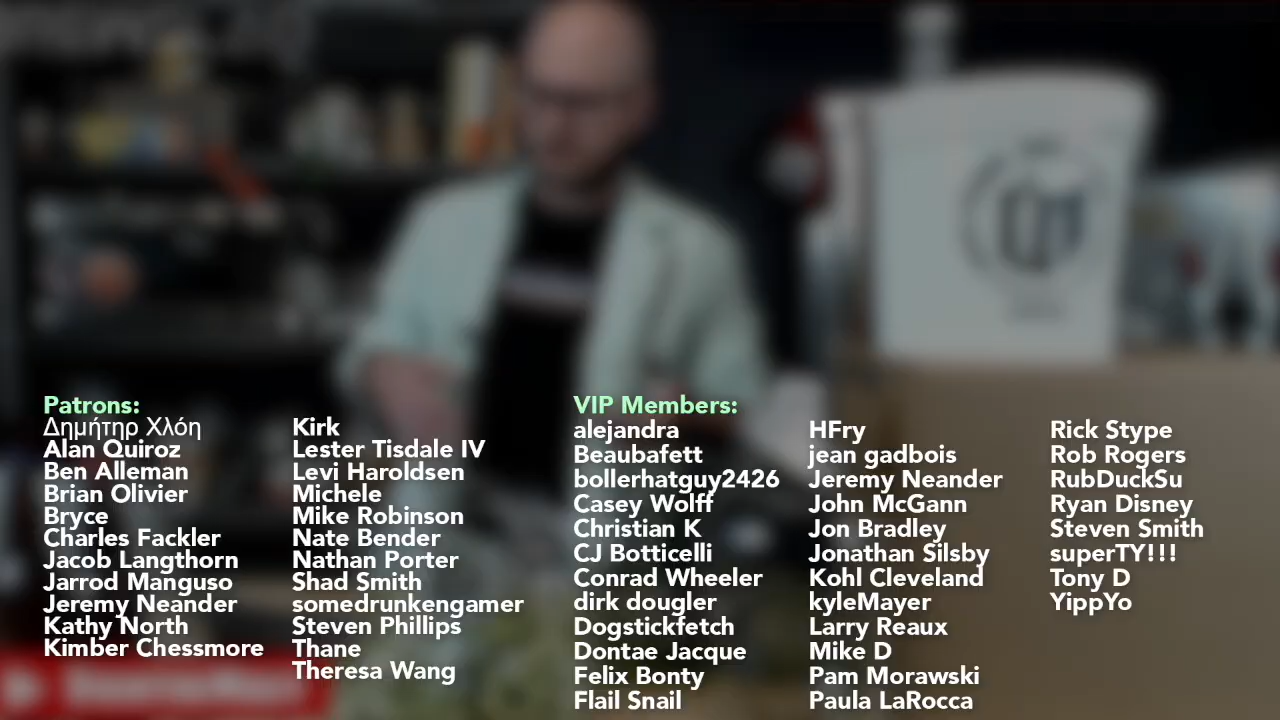 Patrons:
Δημήτηρ Χλόη
Alan Quiroz
Ben Alleman
Brian Olivier
Bryce
Charles Fackler
Jacob Langthorn
Jarrod Manguso
Jeremy Neander
Kathy North
Kimber Chessmore
Kirk
Lester Tisdale IV
Levi Haroldsen
Michele
Mike Robinson
Nate Bender
Nathan Porter
Shad Smith
somedrunkengamer
Steven Phillips
Thane
Theresa Wang
VIP Members:
alejandra
Beaubafett
bollerhatguy2426
Casey Wolff
Christian K
CJ Botticelli
Conrad Wheeler
dirk dougler
Dogstickfetch
Dontae Jacque
Felix Bonty
Flail Snail
HFry
jean gadbois
Jeremy Neander
John McGann
Jon Bradley
Jonathan Silsby
Kohl Cleveland
kyleMayer
Larry Reaux
Mike D
Pam Morawski
Paula LaRocca
Rick Stype
Rob Rogers
RubDuckSu
Ryan Disney
Steven Smith
superTY!!!
Tony D
YippYo